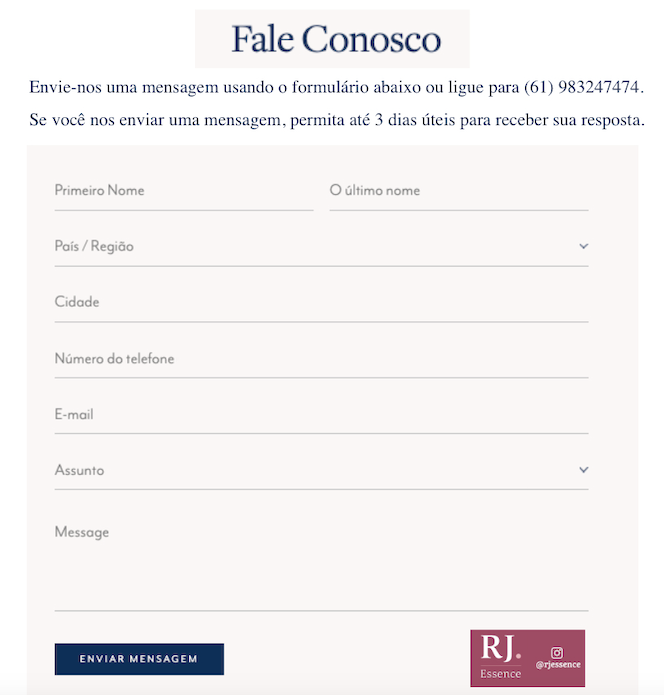 Fale Conosco
Envie-nos uma mensagem usando o formulário abaixo ou ligue para (61) 983247474.
Se você nos enviar uma mensagem, permita até 3 dias úteis para receber sua resposta.
Primeiro Nome
O último nome
País / Região
Cidade
Número do telefone
E-mail
Assunto
Message
ENVIAR MENSAGEM
RJ.
Essence
@rjessence